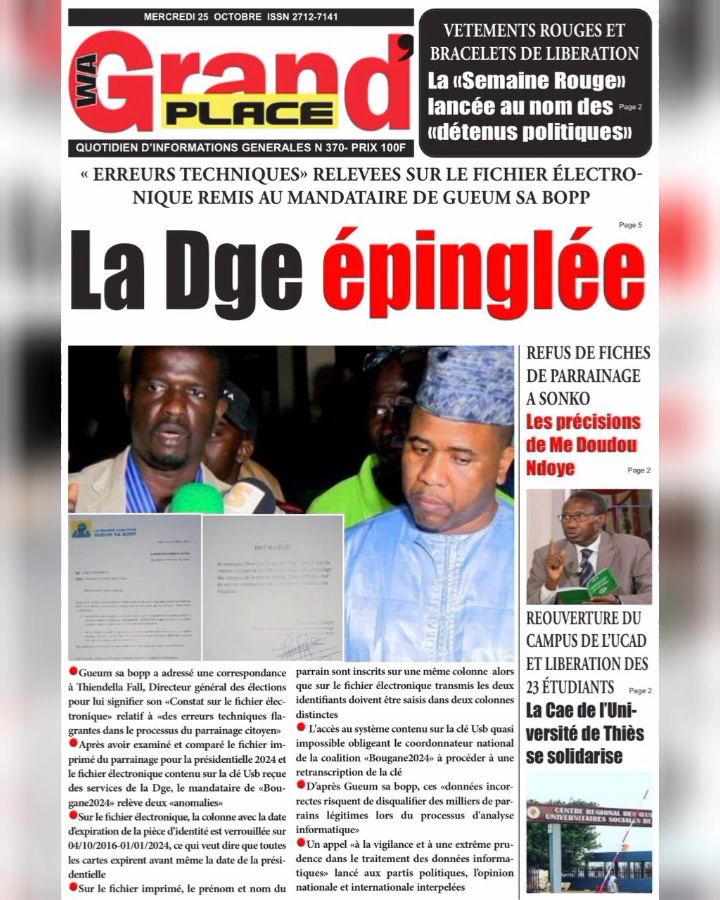 MERCREDI 25 OCTOBRE ISSN 2712-7141
WA
Grand'
PLACE
QUOTIDIEN D'INFORMATIONS GENERALES N 370- PRIX 100F
VETEMENTS ROUGES ET
BRACELETS DE LIBERATION
La «Semaine Rouge»
lancée au nom des Page 2
«détenus politiques»
« ERREURS TECHNIQUES» RELEVEES SUR LE FICHIER ÉLECTRO-
NIQUE REMIS AU MANDATAIRE DE GUEUM SA BOPP
Page 5
La Dge épinglée
LA GRANDE COALITION
GUEUM SA BOPP
DECHARGE
Gueum sa bopp a adressé une correspondance
à Thiendella Fall, Directeur général des élections
pour lui signifier son «Constat sur le fichier élec-
tronique» relatif à «des erreurs techniques fla-
grantes dans le processus du parrainage citoyen»
Après avoir examiné et comparé le fichier im-
primé du parrainage pour la présidentielle 2024 et
le fichier électronique contenu sur la clé Usb reçue
des services de la Dge, le mandataire de «Bou-
gane2024» relève deux «anomalies»
Sur le fichier électronique, la colonne avec la date
d'expiration de la pièce d'identité est verrouillée sur
04/10/2016-01/01/2024, ce qui veut dire que toutes
les cartes expirent avant même la date de la prési-
dentielle
Sur le fichier imprimé, le prénom et nom du
parrain sont inscrits sur une même colonne alors
que sur le fichier électronique transmis les deux
identifiants doivent être saisis dans deux colonnes
distinctes
L'accès au système contenu sur la clé Usb quasi
impossible obligeant le coordonnateur national
de la coalition «Bougane2024» à procéder à une
retranscription de la clé
D'après Gueum sa bopp, ces «données incor-
rectes risquent de disqualifier des milliers de par-
rains légitimes lors du processus d'analyse
informatique»
Un appel «à la vigilance et à une extrême pru-
dence dans le traitement des données informa-
tiques» lancé aux partis politiques, l'opinion
nationale et internationale interpelées
REFUS DE FICHES
DE PARRAINAGE
A SONKO
Les précisions
de Me Doudou
Ndoye Page 2
REOUVERTURE DU
CAMPUS DE L'UCAD
ET LIBERATION DES
23 ÉTUDIANTS Page 2
La Cae de l'Uni-
versité de Thiès
se solidarise
CENTRE REGIONAL DES
UNIVERSITAIRES SOCIALES DE